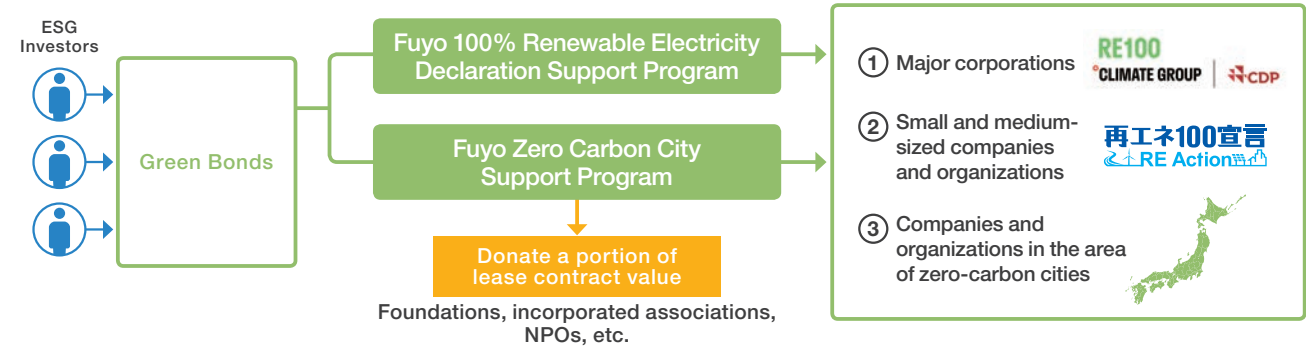 ESG
Investors
Green Bonds
Fuyo 100% Renewable Electricity
Declaration Support Program
Fuyo Zero Carbon City
Support Program
Donate a portion of
lease contract value
Foundations, incorporated associations,
NPOs, etc.
① Major corporations
RE100
°CLIMATE GROUP | CDP
② Small and medium-
sized companies
and organizations
再エネ100宣言
RE Action
③ Companies and
organizations in the area
of zero-carbon cities